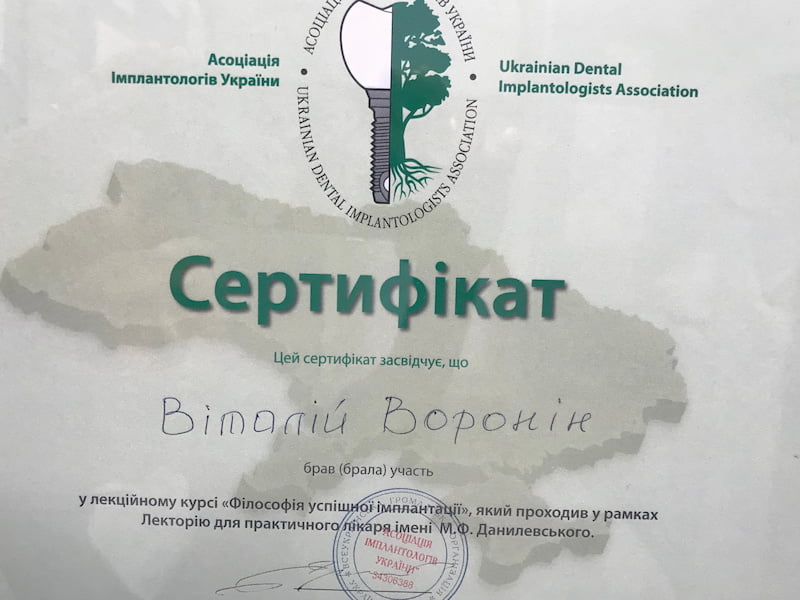 Асоціація
Імплантологів України
UKRAINIAN DENTAL IMPLANTOLOGISTS ASSOCIATION
Ukrainian Dental
Implantologists Association
Сертифікат
Цей сертифікат засвідчує, що
Віталій Воронін
брав (брала) участь
у лекційному курсі «Філософія успішної імплантації», який проходив у рамках
Лекторію для практичного лікаря імені М.Ф. Данилевського.
АСОЦІАЦІЯ
ІМПЛАНТОЛОГІВ
УКРАЇНИ"
34306388